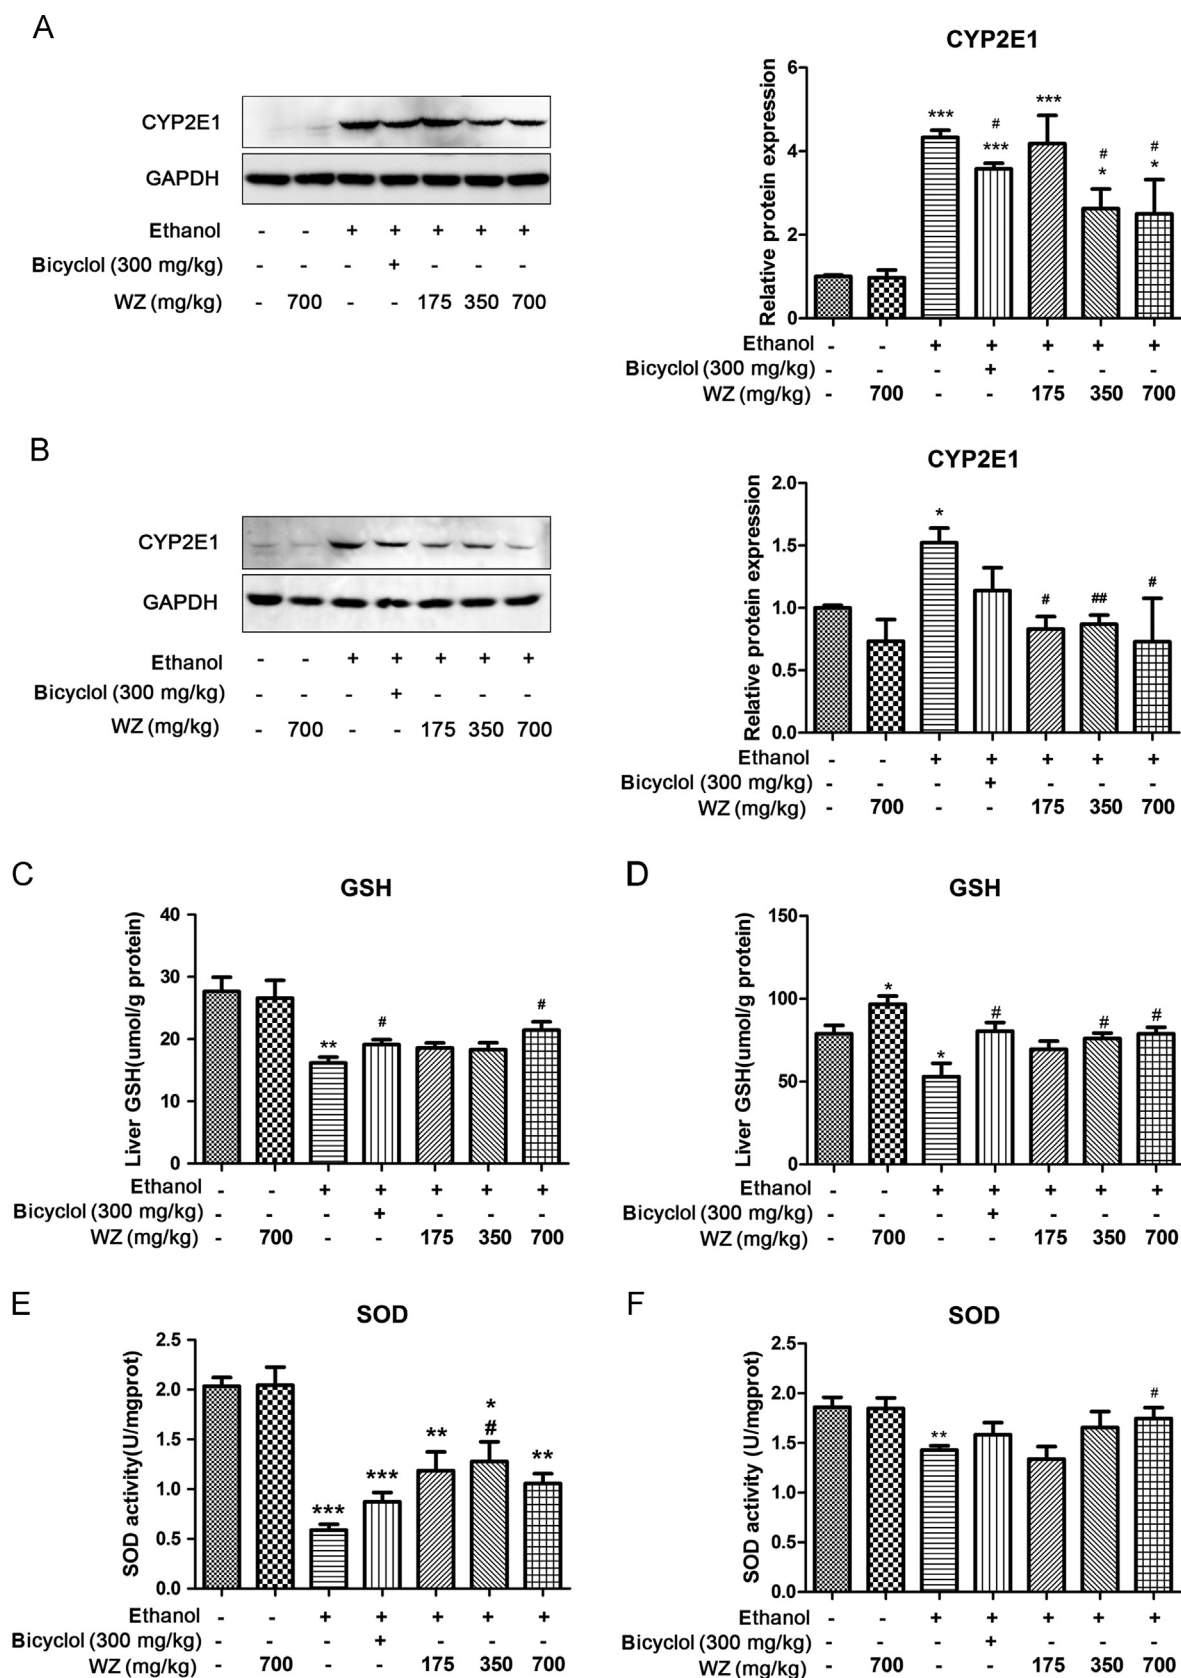 A
CYP2E1
GAPDH
Ethanol - - + + + + +
Bicyclol (300 mg/kg) - - - + - - -
WZ (mg/kg) - 700 - - 175 350 700
CYP2E1
Relative protein expression
6
4
2
0
*** # *** *** # * # *
Ethanol - - + + + + +
Bicyclol (300 mg/kg) - - - + - - -
WZ (mg/kg) - 700 - - 175 350 700
B
CYP2E1
GAPDH
Ethanol - - + + + + +
Bicyclol (300 mg/kg) - - - + - - -
WZ (mg/kg) - 700 - - 175 350 700
CYP2E1
Relative protein expression
2.0
1.5
1.0
0.5
0.0
* # ## #
Ethanol - - + + + + +
Bicyclol (300 mg/kg) - - - + - - -
WZ (mg/kg) - 700 - - 175 350 700
C
GSH
Liver GSH(umol/g protein)
40
30
20
10
0
** # #
Ethanol - - + + + + +
Bicyclol (300 mg/kg) - - - + - - -
WZ (mg/kg) - 700 - - 175 350 700
D
GSH
Liver GSH(umol/g protein)
150
100
50
0
* * # # #
Ethanol - - + + + + +
Bicyclol (300 mg/kg) - - - + - - -
WZ (mg/kg) - 700 - - 175 350 700
E
SOD
SOD activity(U/mgprot)
2.5
2.0
1.5
1.0
0.5
0.0
*** *** ** * # **
Ethanol - - + + + + +
Bicyclol (300 mg/kg) - - - + - - -
WZ (mg/kg) - 700 - - 175 350 700
F
SOD
SOD activity (U/mgprot)
2.5
2.0
1.5
1.0
0.5
0.0
** #
Ethanol - - + + + + +
Bicyclol (300 mg/kg) - - - + - - -
WZ (mg/kg) - 700 - - 175 350 700